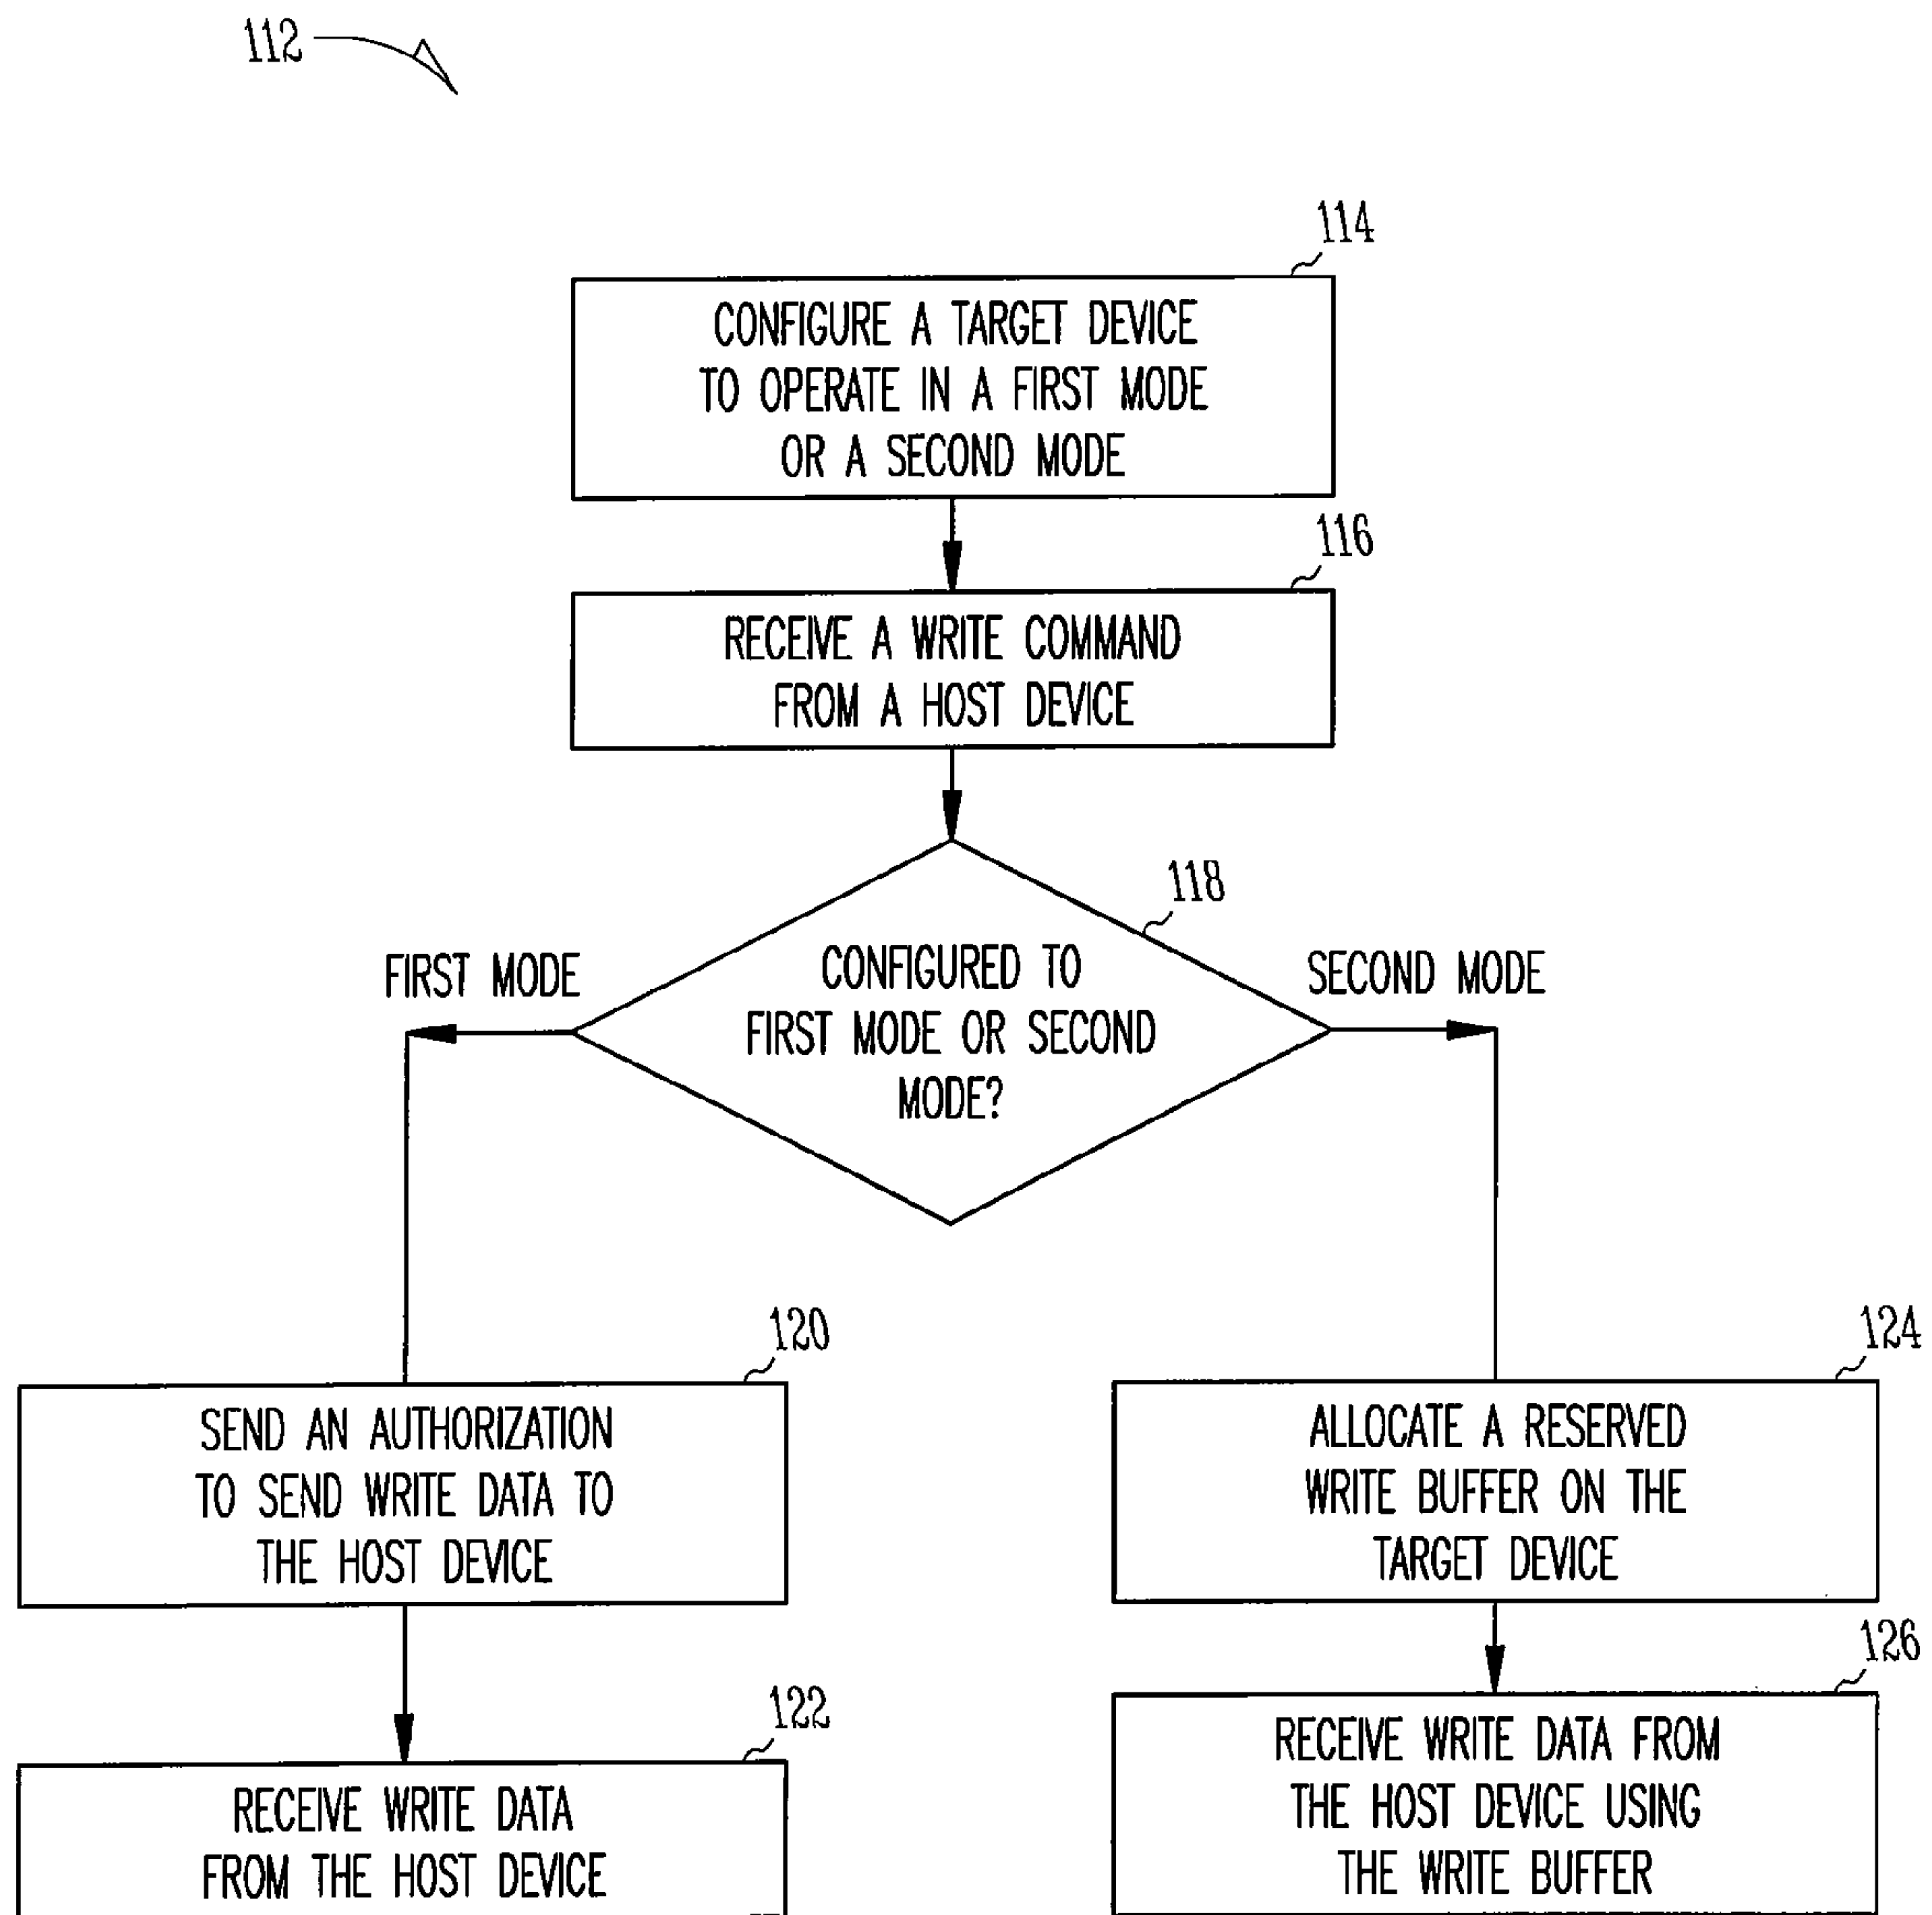 112
114
CONFIGURE A TARGET DEVICE
TO OPERATE IN A FIRST MODE
OR A SECOND MODE
116
RECEIVE A WRITE COMMAND
FROM A HOST DEVICE
118
CONFIGURED TO
FIRST MODE OR SECOND
MODE?
FIRST MODE
SECOND MODE
120
SEND AN AUTHORIZATION
TO SEND WRITE DATA TO
THE HOST DEVICE
122
RECEIVE WRITE DATA
FROM THE HOST DEVICE
124
ALLOCATE A RESERVED
WRITE BUFFER ON THE
TARGET DEVICE
126
RECEIVE WRITE DATA FROM
THE HOST DEVICE USING
THE WRITE BUFFER